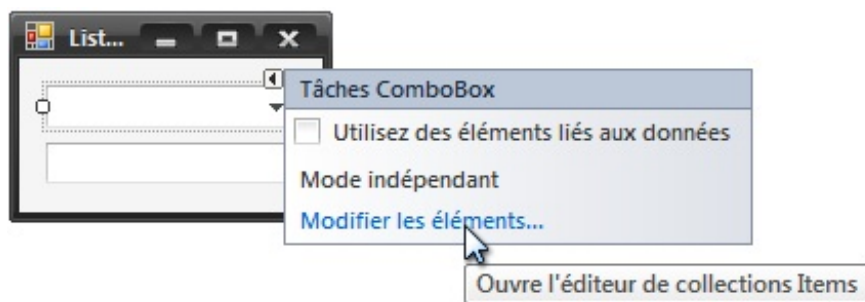 List...
Tâches ComboBox
Utilisez des éléments liés aux données
Mode indépendant
Modifier les éléments...
Ouvre l'éditeur de collections Items